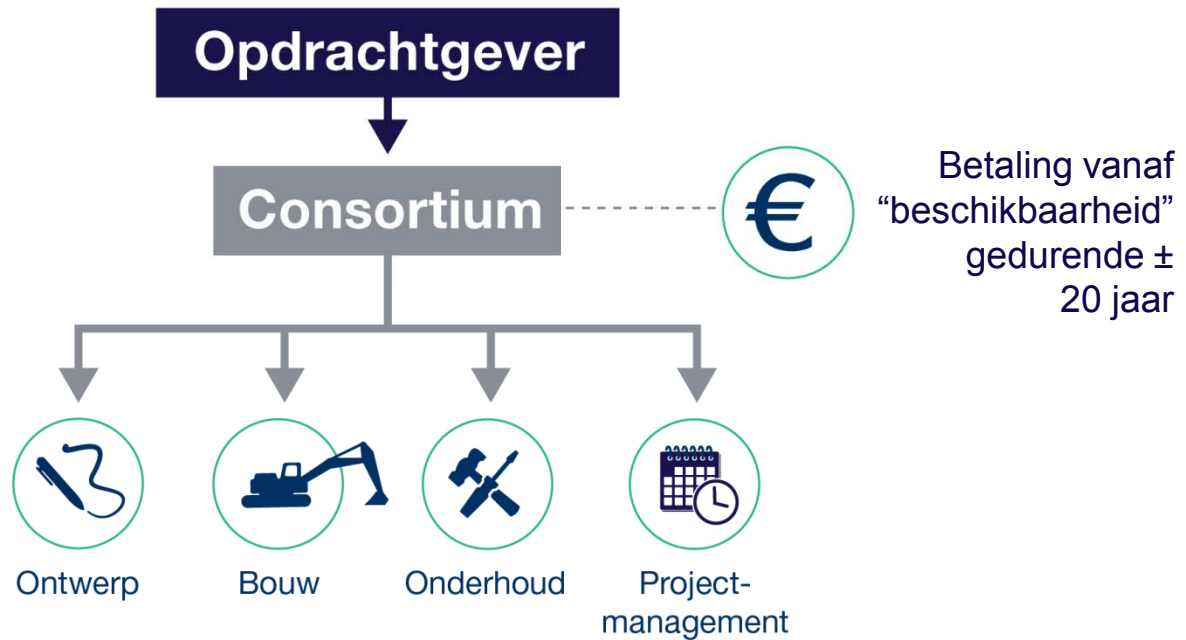 Opdrachtgever
Consortium
€
Betaling vanaf
“beschikbaarheid”
gedurende ±
20 jaar
Ontwerp
Bouw
Onderhoud
Project-
management